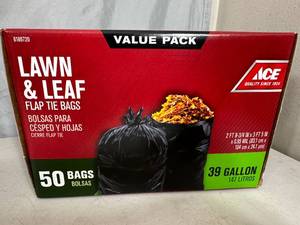 8188720
VALUE PACK
LAWN
& LEAF
FLAP TIE BAGS
BOLSAS PARA
CÉSPED Y HOJAS
CIERRE FLAP TIE
ACE
QUALITY SINCE 1924
50 BAGS
BOLSAS
39 GALLON
147 LITROS